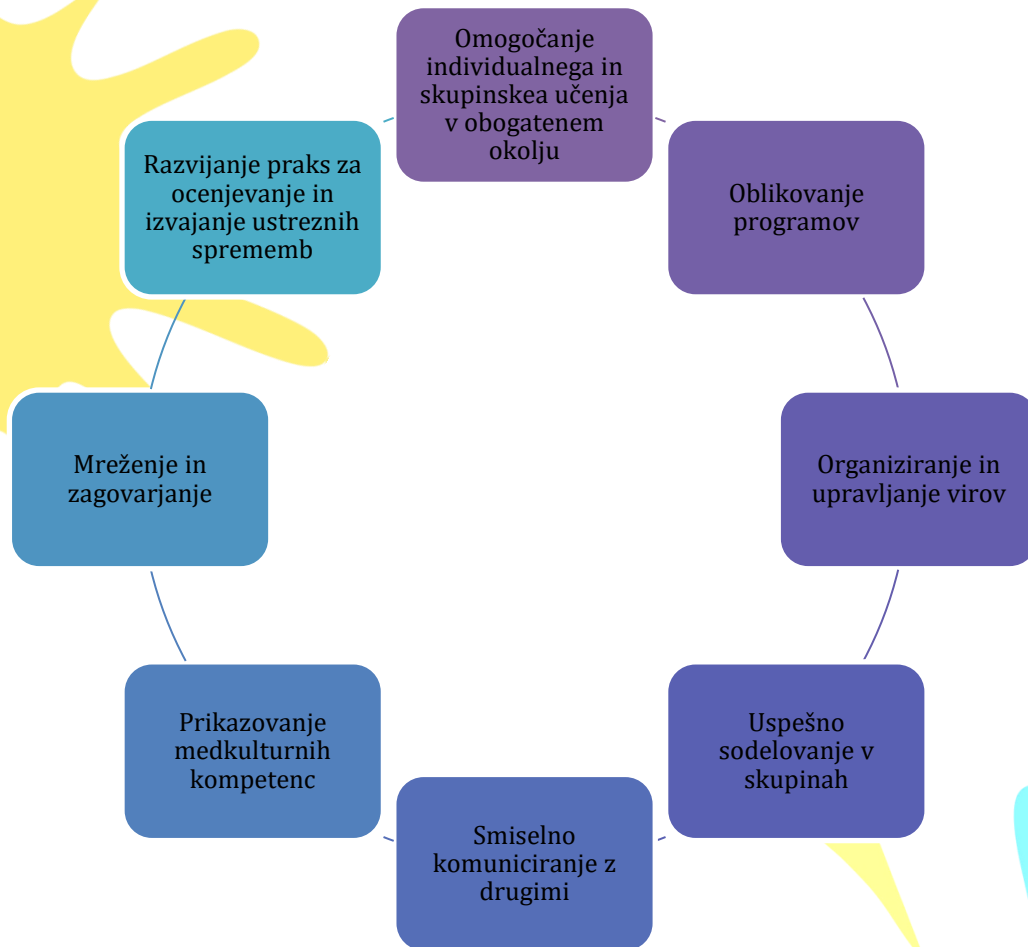 Omogočanje
individualnega in
skupinskea učenja
v obogatenem
okolju
Oblikovanje
programov
Organiziranje in
upravljanje virov
Uspešno
sodelovanje v
skupinah
Smiselno
komuniciranje z
drugimi
Prikazovanje
medkulturnih
kompetenc
Mreženje in
zagovarjanje
Razvijanje praks za
ocenjevanje in
izvajanje ustreznih
sprememb